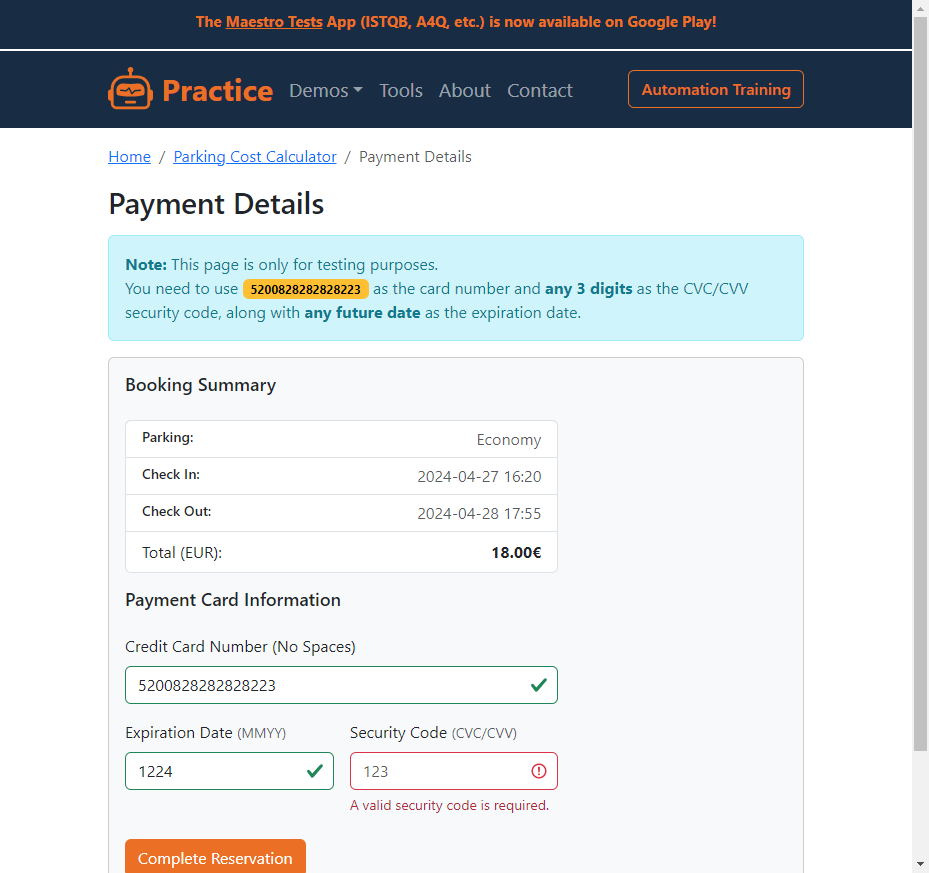 The Maestro Tests App (ISTQB, A4Q, etc.) is now available on Google Play!
Practice Demos Tools About Contact Automation Training
Home / Parking Cost Calculator / Payment Details
Payment Details
Note: This page is only for testing purposes.
You need to use 5200828282828223 as the card number and any 3 digits as the CVC/CVV
security code, along with any future date as the expiration date.
Booking Summary
Parking: Economy
Check In: 2024-04-27 16:20
Check Out: 2024-04-28 17:55
Total (EUR): 18.00€
Payment Card Information
Credit Card Number (No Spaces)
5200828282828223
Expiration Date (MMYY) Security Code (CVC/CVV)
1224 123
A valid security code is required.
Complete Reservation